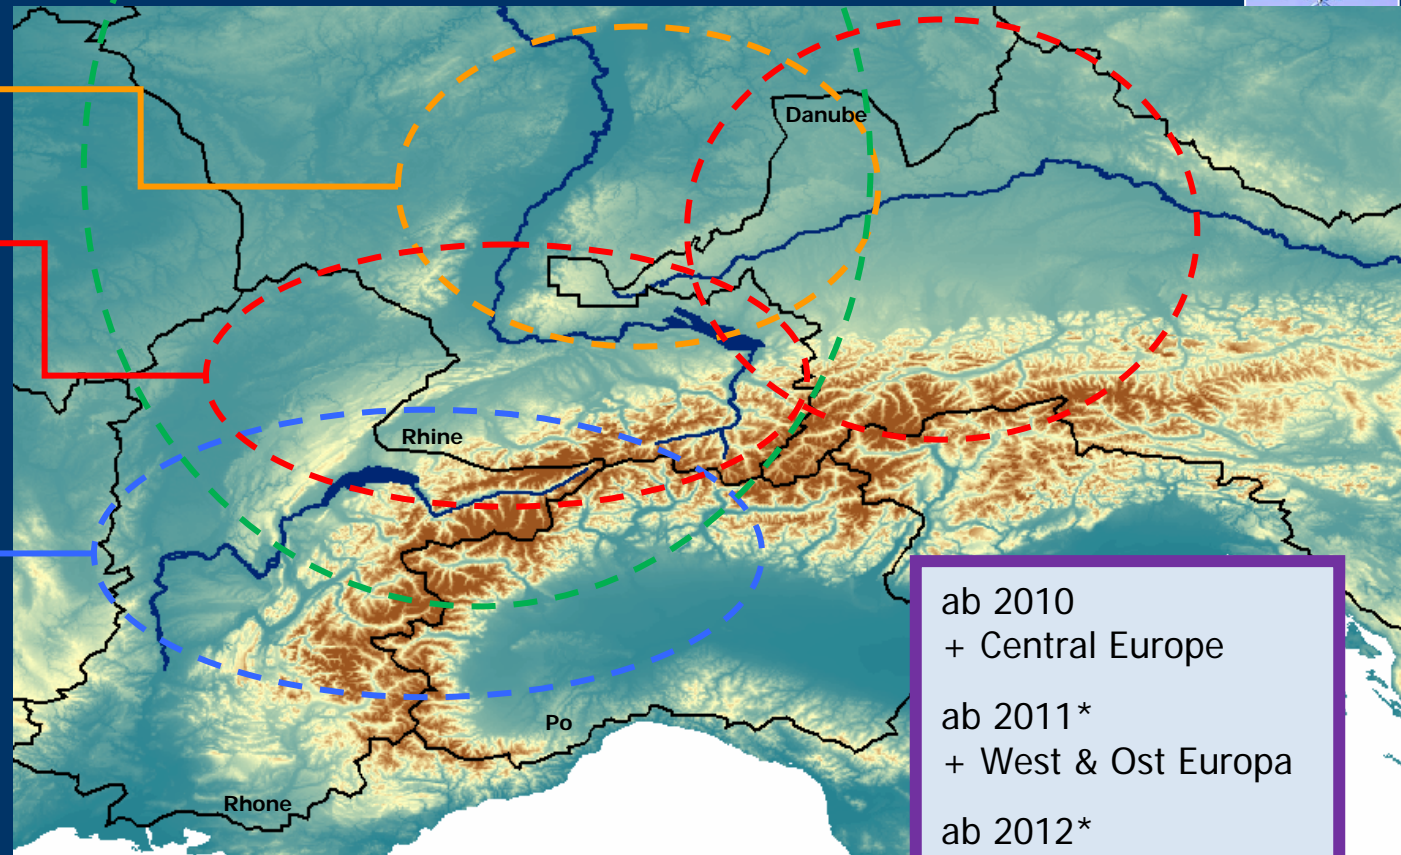 Danube
Rhine
Po
Rhone
ab 2010
+ Central Europe
ab 2011*
+ West & Ost Europa
ab 2012*